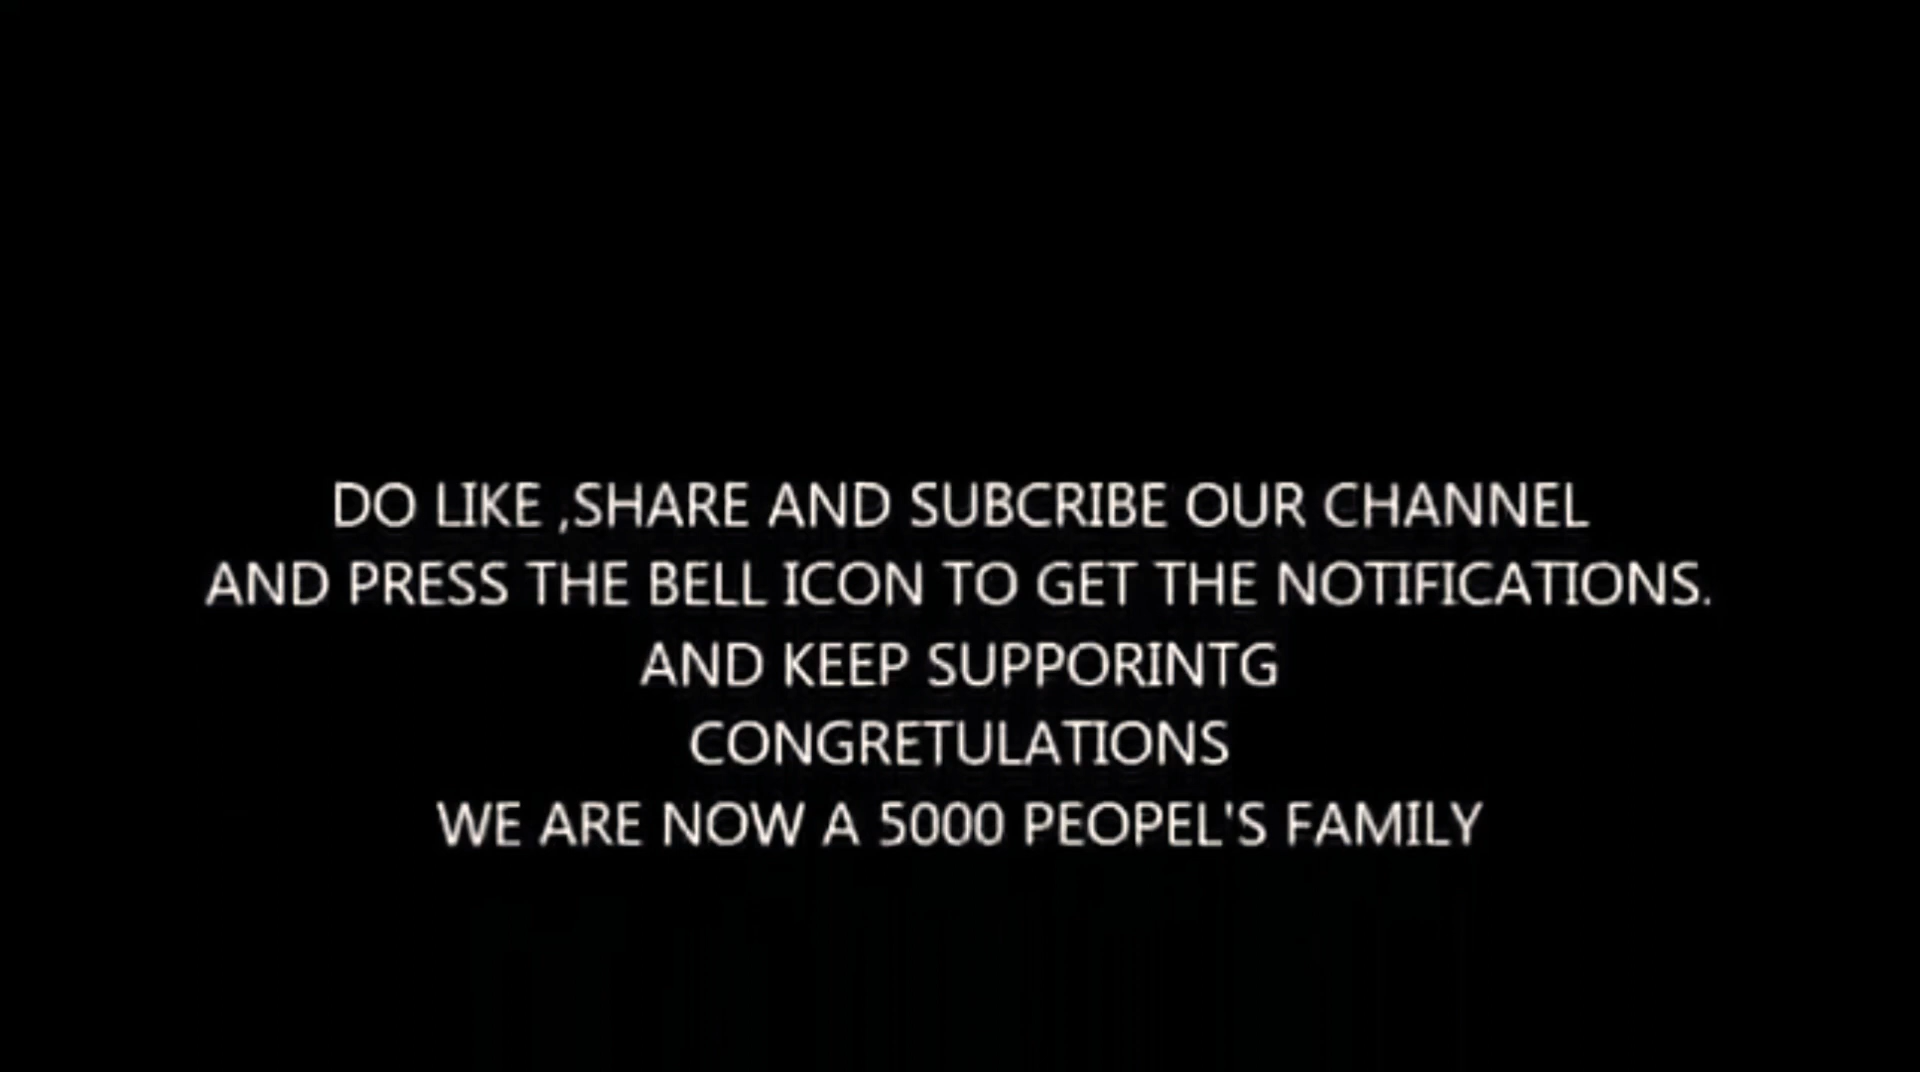 DO LIKE ,SHARE AND SUBCRIBE OUR CHANNEL
AND PRESS THE BELL ICON TO GET THE NOTIFICATIONS.
AND KEEP SUPPORINTG
CONGRETULATIONS
WE ARE NOW A 5000 PEOPEL'S FAMILY